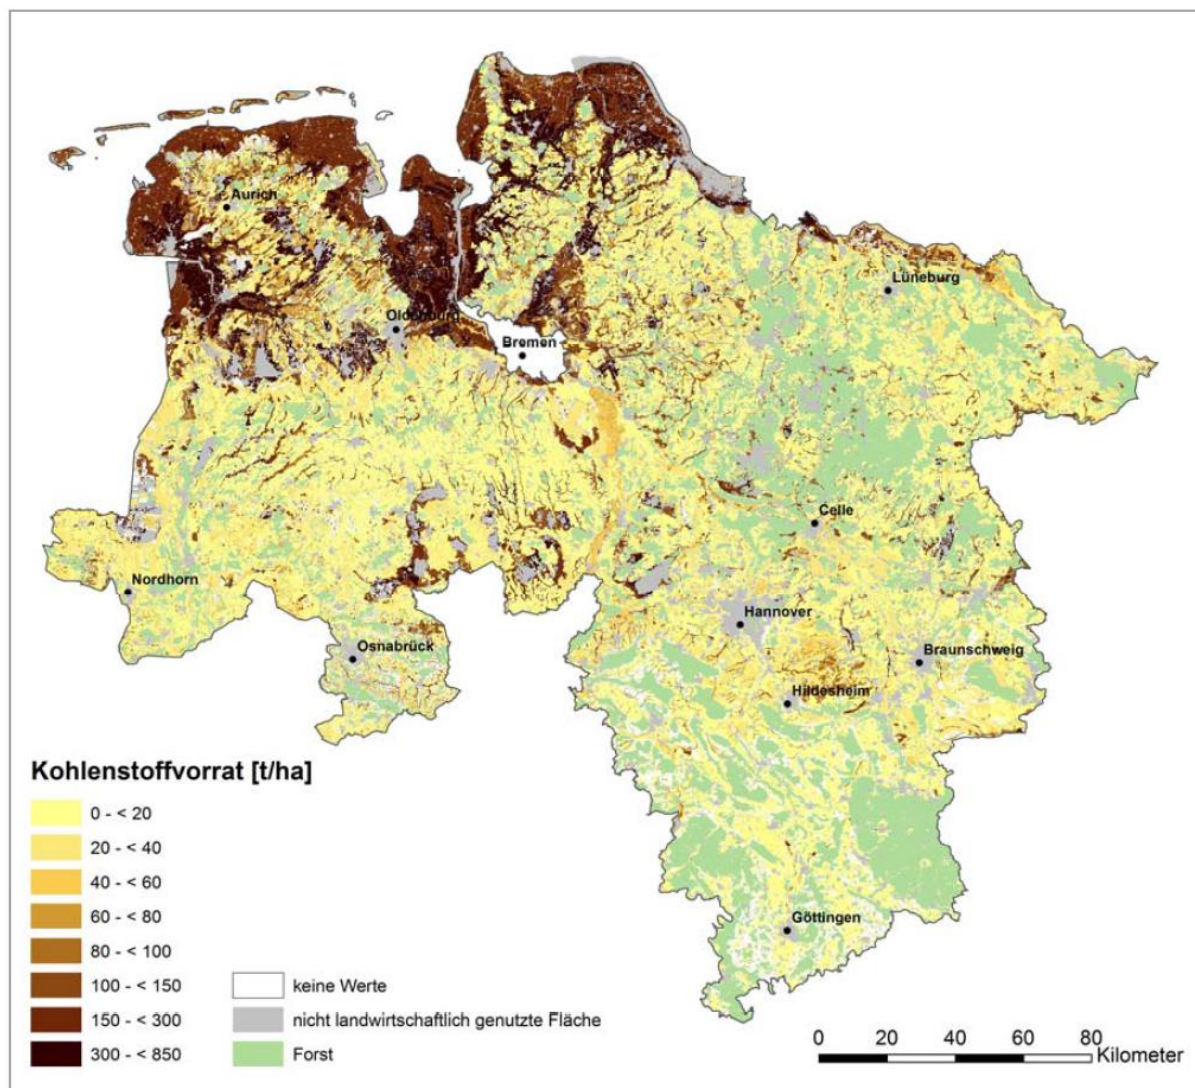 Aurich
Lüneburg
Oldenburg
Bremen
Celle
Nordhorn
Hannover
Osnabrück
Braunschweig
Hildesheim
Göttingen
Kohlenstoffvorrat [t/ha]
0 - < 20
20 - < 40
40 - < 60
60 - < 80
80 - < 100
100 - < 150
150 - < 300
300 - < 850
keine Werte
nicht landwirtschaftlich genutzte Fläche
Forst
0 20 40 60 80
Kilometer